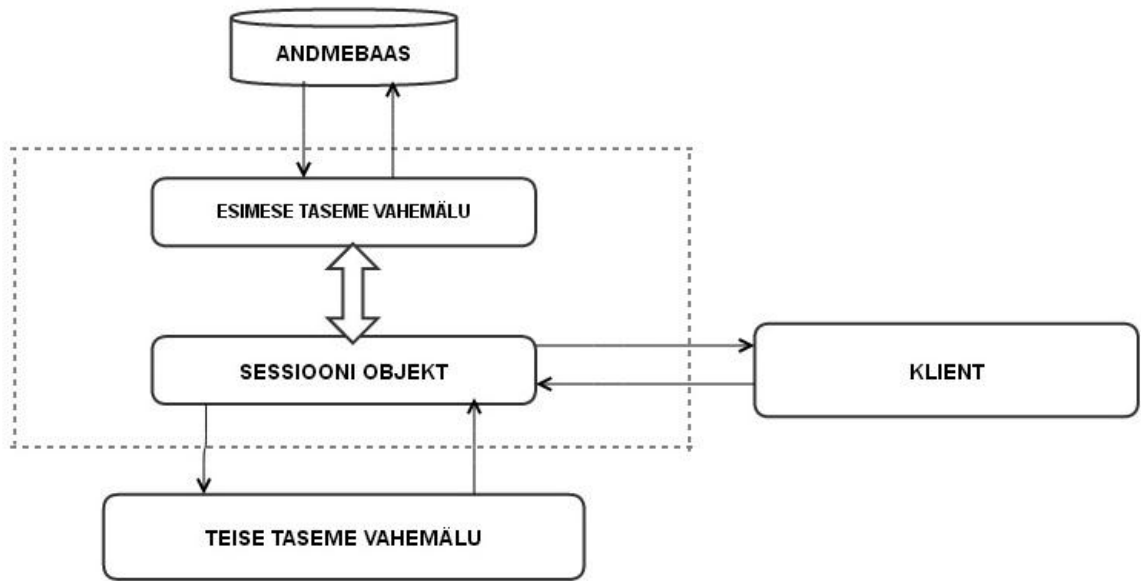 ANDMEBAAS
ESIMESE TASEME VAHEMÄLU
SESSIOONI OBJEKT
KLIENT
TEISE TASEME VAHEMÄLU